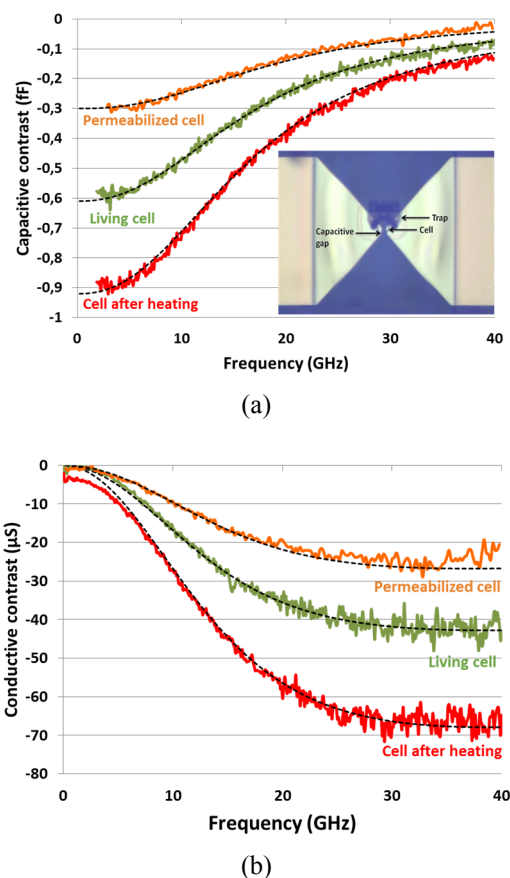 0
-0,1
-0,2
-0,3
-0,4
-0,5
-0,6
-0,7
-0,8
-0,9
-1
Capacitive contrast (fF)
Permeabilized cell
Living cell
Cell after heating
Trap
Capacitive
gap
Cell
0 10 20 30 40
Frequency (GHz)
(a)
0
-10
-20
-30
-40
-50
-60
-70
-80
Conductive contrast (µS)
Permeabilized cell
Living cell
Cell after heating
0 10 20 30 40
Frequency (GHz)
(b)